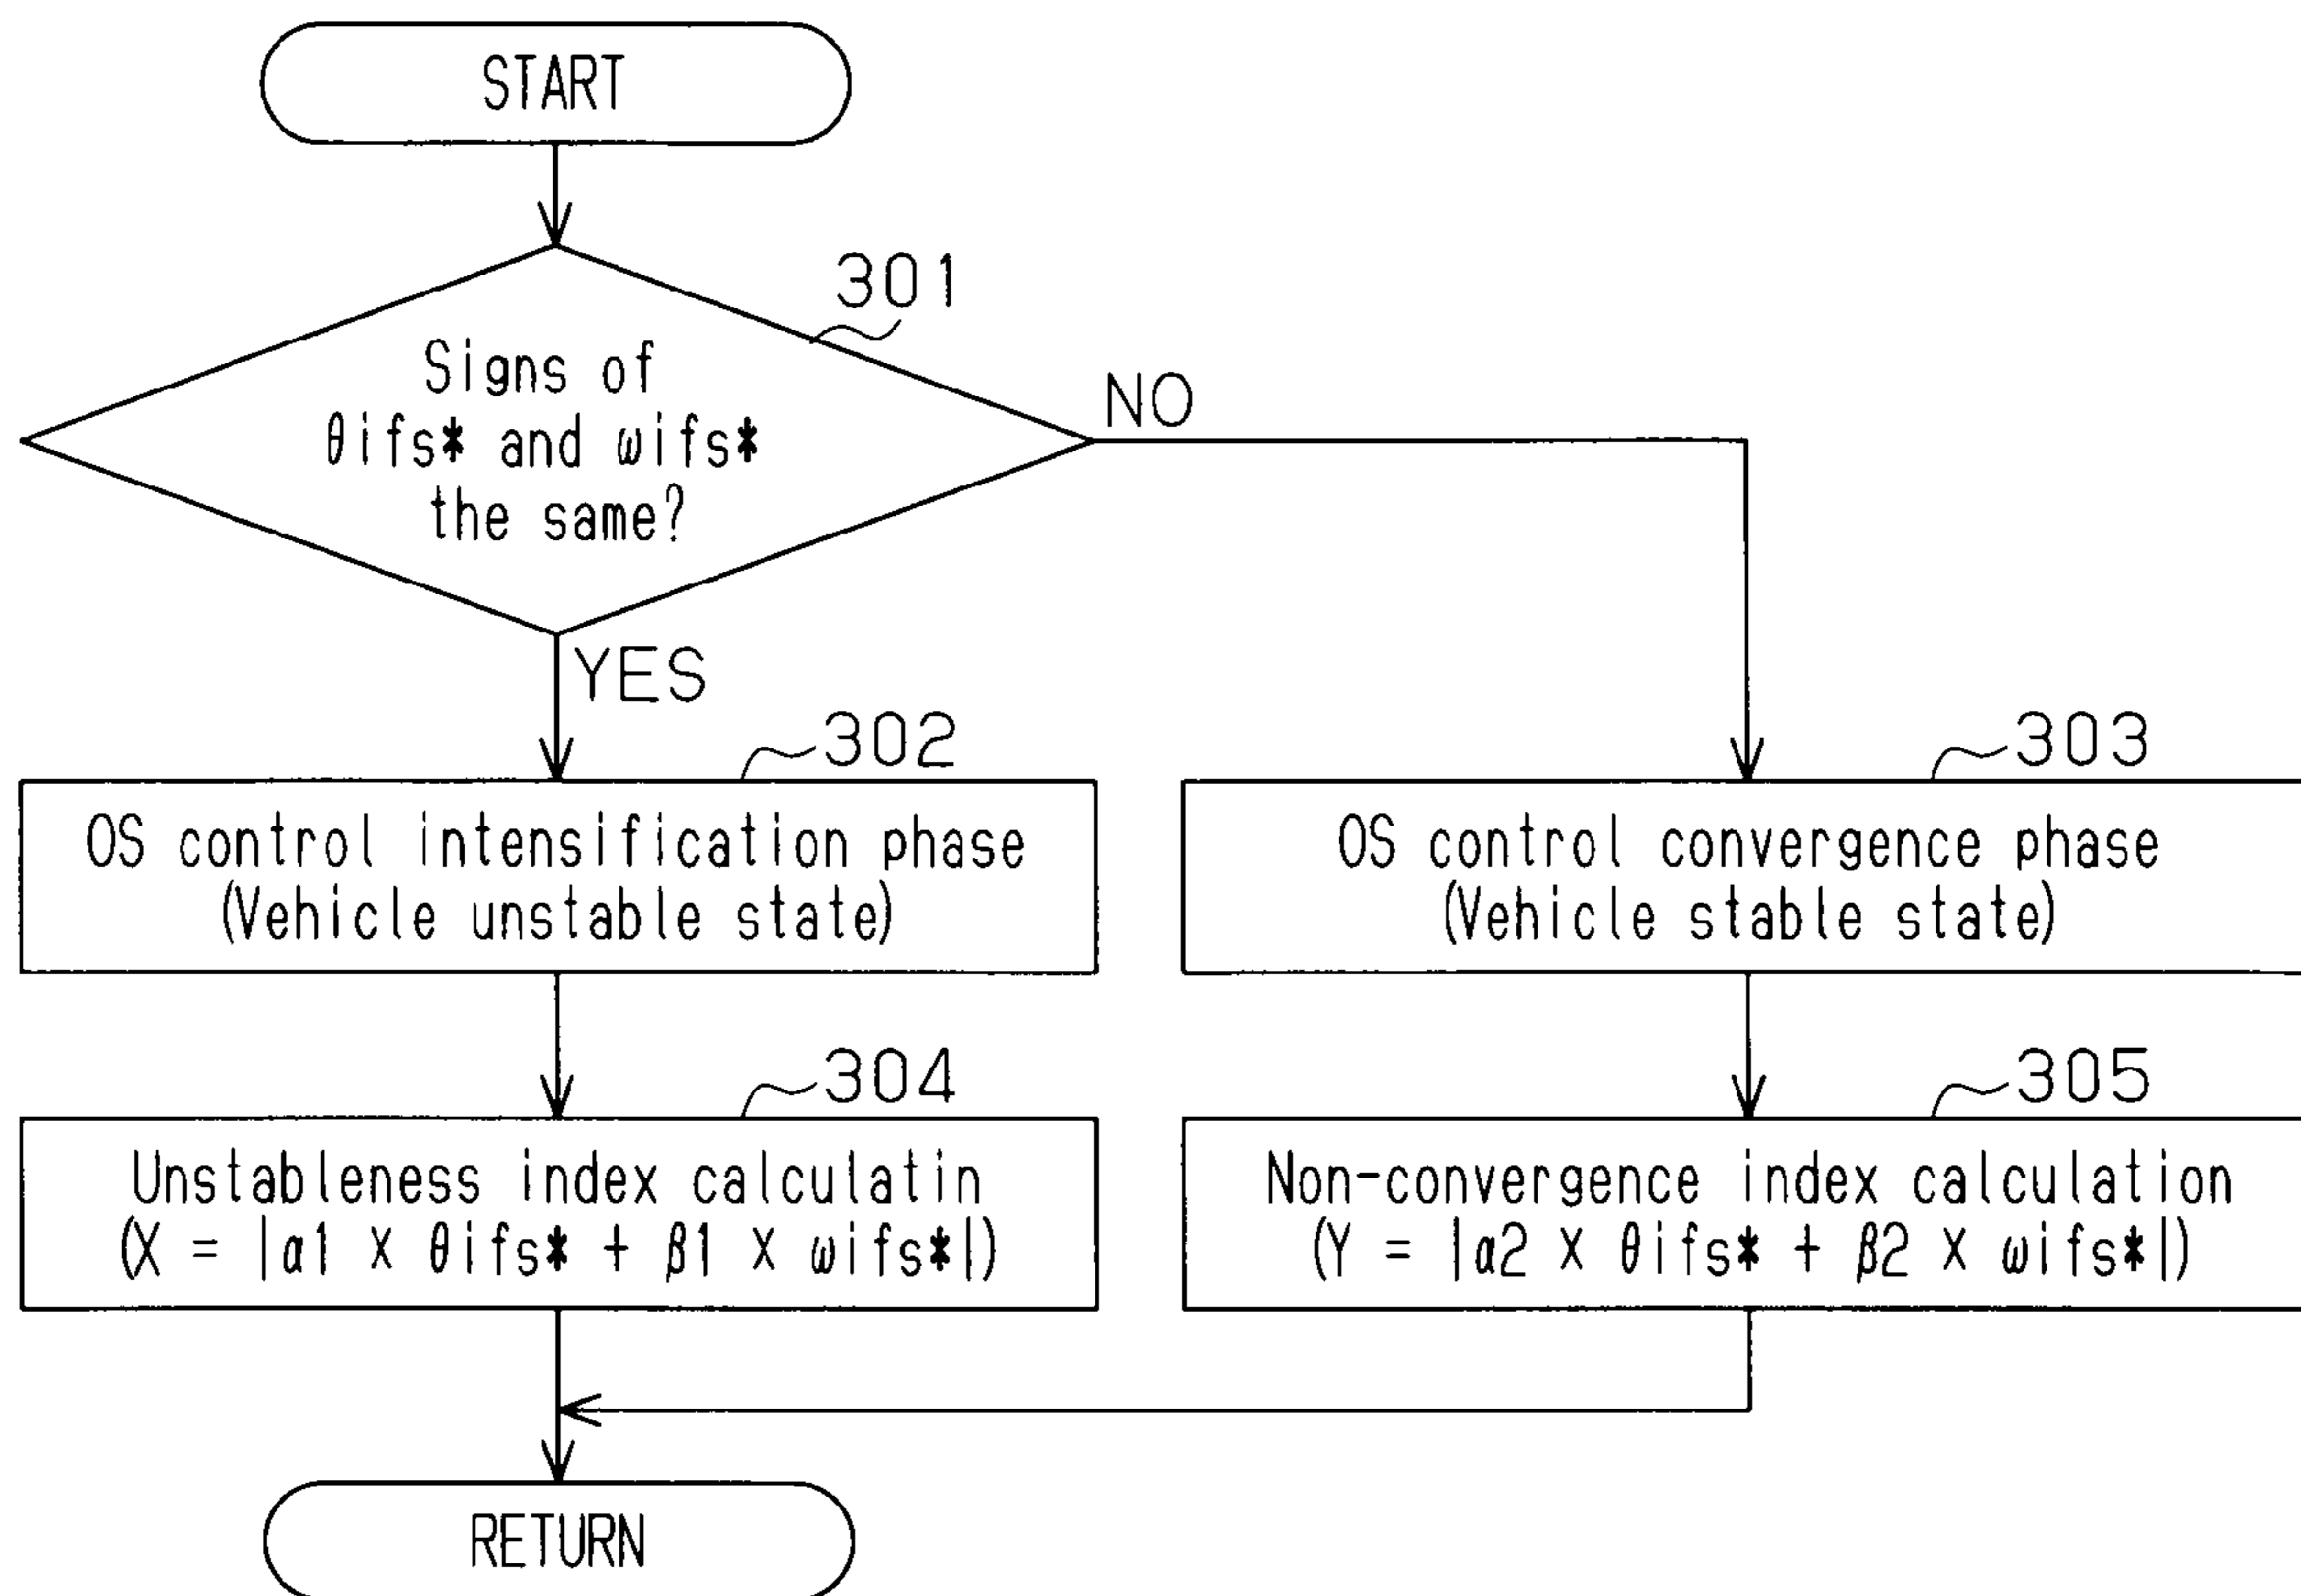 START
301
Signs of
θifs* and ωifs*
the same?
NO
YES
302
OS control intensification phase
(Vehicle unstable state)
303
OS control convergence phase
(Vehicle stable state)
304
Unstableness index calculatin
(X = |α1 X θifs* + β1 X ωifs*|)
305
Non-convergence index calculation
(Y = |α2 X θifs* + β2 X ωifs*|)
RETURN